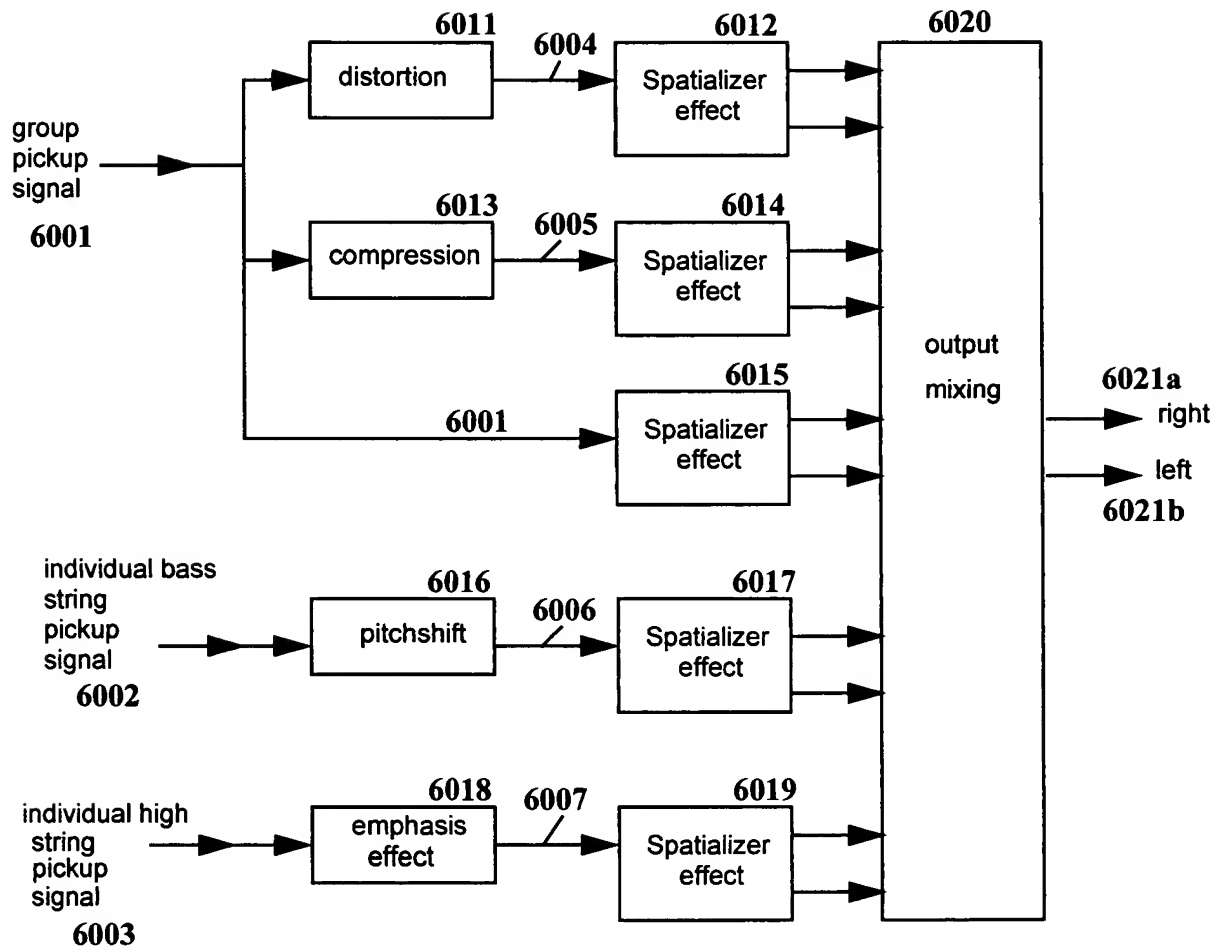 6011
distortion
6004
6012
Spatializer
effect
6020
group
pickup
signal
6001
6013
compression
6005
6014
Spatializer
effect
output
mixing
6015
6001
Spatializer
effect
6021a
right
left
6021b
individual bass
string
pickup
signal
6002
6016
pitchshift
6006
6017
Spatializer
effect
individual high
string
pickup
signal
6003
6018
emphasis
effect
6007
6019
Spatializer
effect